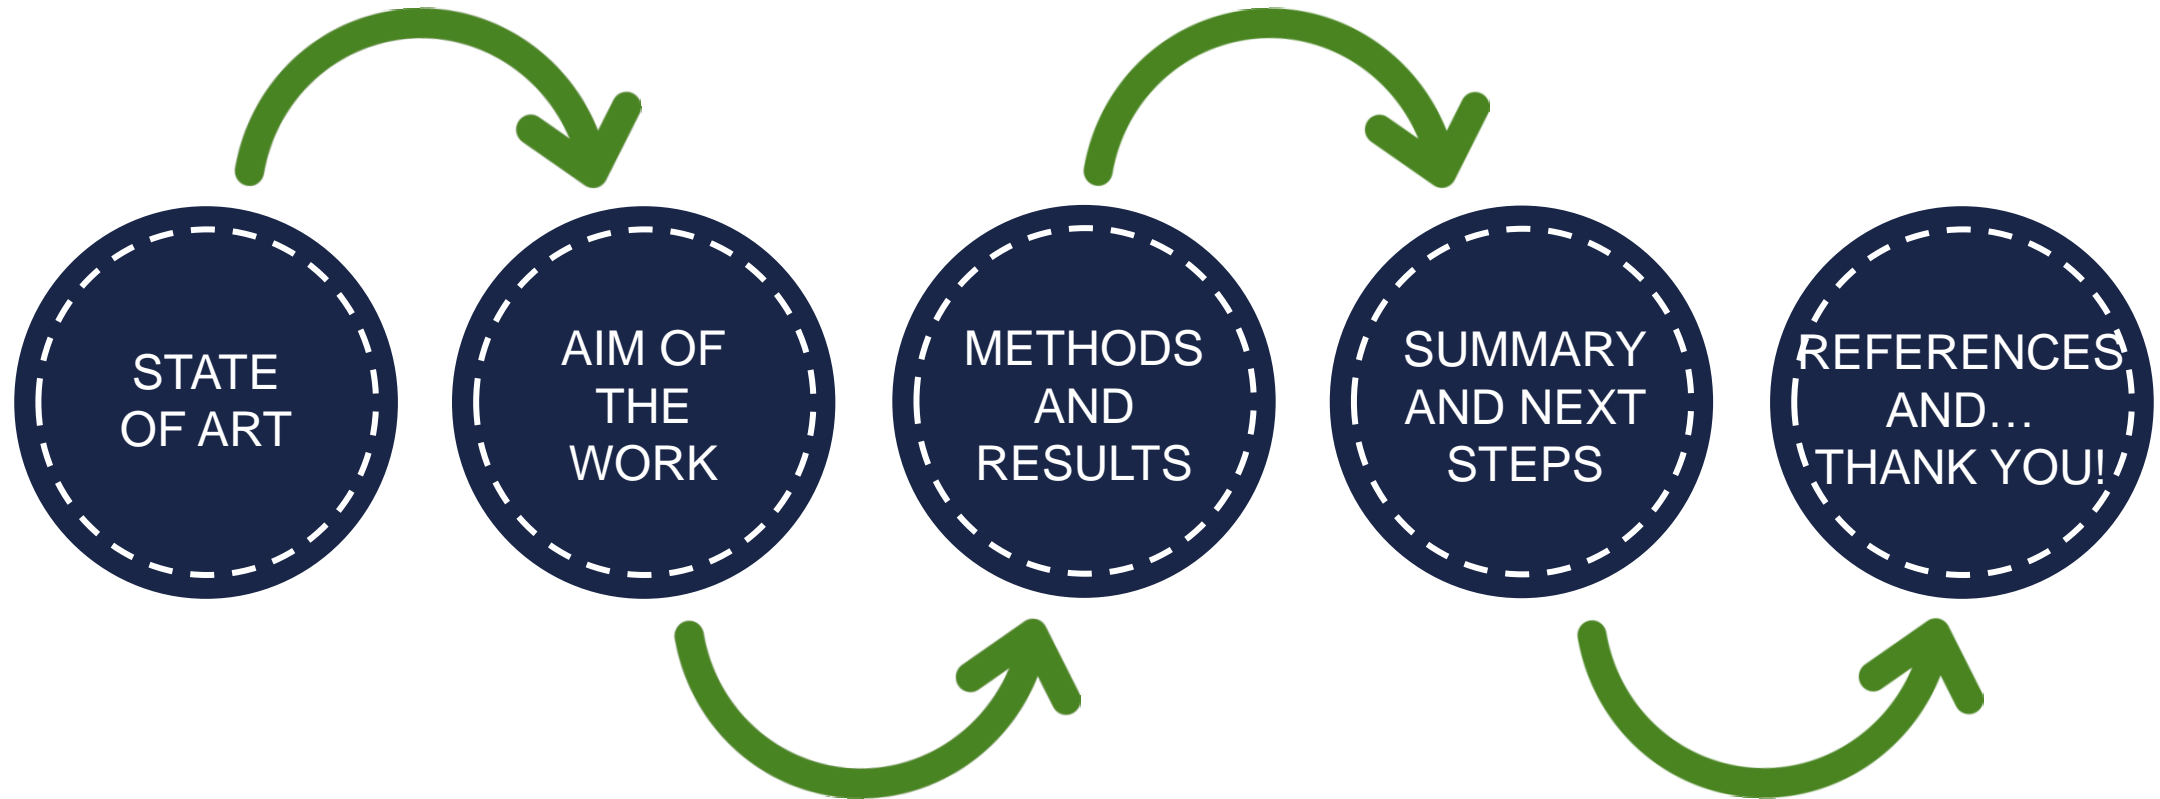 STATE
OF ART
AIM OF
THE
WORK
METHODS
AND
RESULTS
SUMMARY
AND NEXT
STEPS
REFERENCES
AND…
THANK YOU!